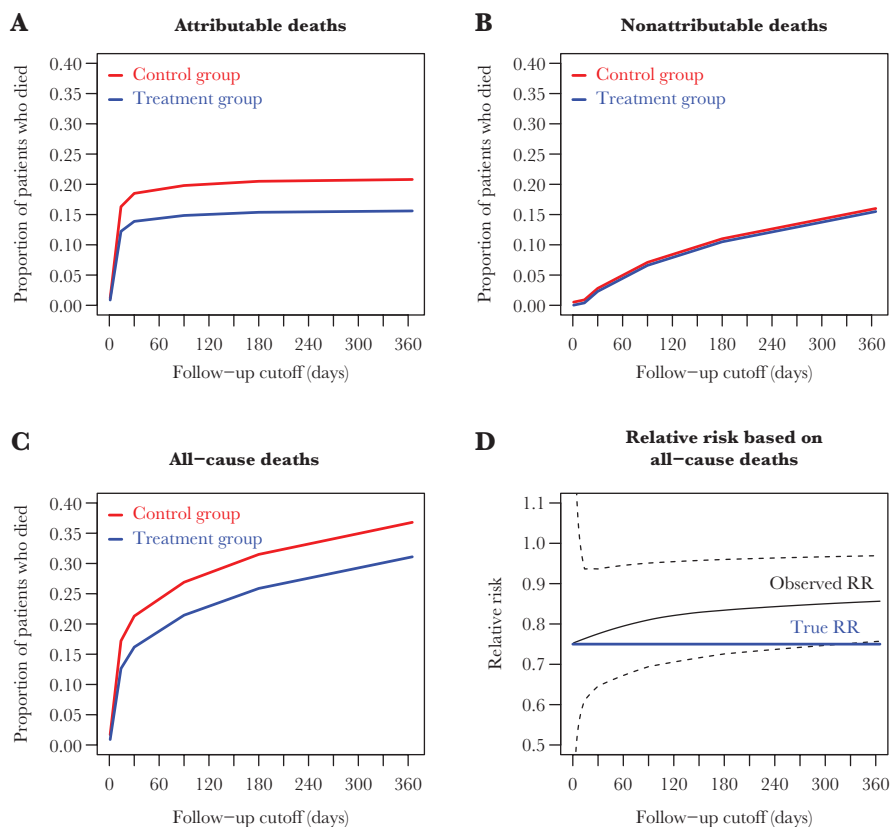 A
Attributable deaths
Proportion of patients who died
0.40
0.35
0.30
0.25
0.20
0.15
0.10
0.05
0.00
Control group
Treatment group
0 60 120 180 240 300 360
Follow−up cutoff (days)
B
Nonattributable deaths
Proportion of patients who died
0.40
0.35
0.30
0.25
0.20
0.15
0.10
0.05
0.00
Control group
Treatment group
0 60 120 180 240 300 360
Follow−up cutoff (days)
C
All−cause deaths
Proportion of patients who died
0.40
0.35
0.30
0.25
0.20
0.15
0.10
0.05
0.00
Control group
Treatment group
0 60 120 180 240 300 360
Follow−up cutoff (days)
D
Relative risk based on
all−cause deaths
Relative risk
1.1
1.0
0.9
0.8
0.7
0.6
0.5
Observed RR
True RR
0 60 120 180 240 300 360
Follow−up cutoff (days)